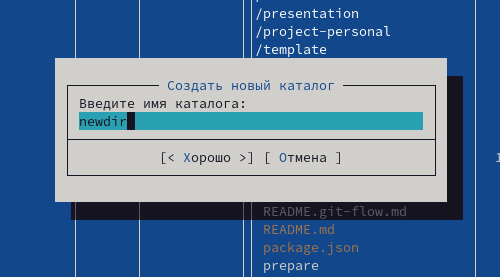 /presentation
/project-personal
/template
Создать новый каталог
Введите имя каталога:
newdir
[< Хорошо >] [ Отмена ]
README.git-flow.md
README.md
package.json
prepare